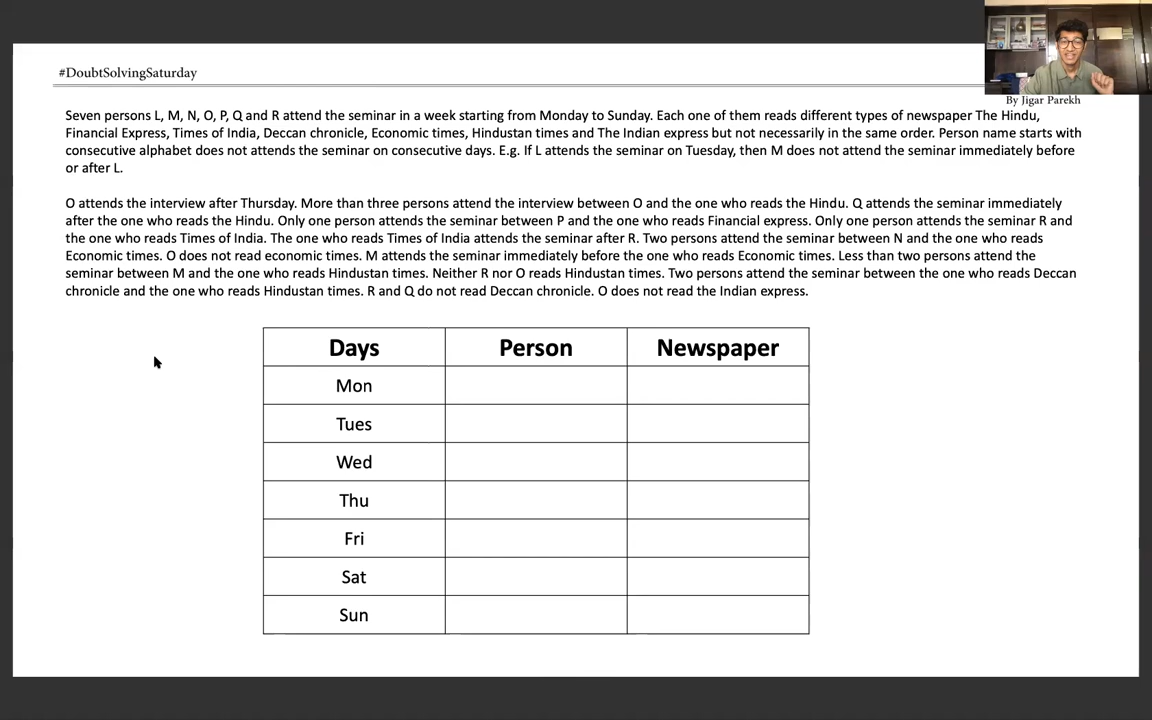 #DoubtSolvingSaturday
By Jigar Parekh
Seven persons L, M, N, O, P, Q and R attend the seminar in a week starting from Monday to Sunday. Each one of them reads different types of newspaper The Hindu,
Financial Express, Times of India, Deccan chronicle, Economic times, Hindustan times and The Indian express but not necessarily in the same order. Person name starts with
consecutive alphabet does not attends the seminar on consecutive days. E.g. If L attends the seminar on Tuesday, then M does not attend the seminar immediately before
or after L.
O attends the interview after Thursday. More than three persons attend the interview between O and the one who reads the Hindu. Q attends the seminar immediately
after the one who reads the Hindu. Only one person attends the seminar between P and the one who reads Financial express. Only one person attends the seminar R and
the one who reads Times of India. The one who reads Times of India attends the seminar after R. Two persons attend the seminar between N and the one who reads
Economic times. O does not read economic times. M attends the seminar immediately before the one who reads Economic times. Less than two persons attend the
seminar between M and the one who reads Hindustan times. Neither R nor O reads Hindustan times. Two persons attend the seminar between the one who reads Deccan
chronicle and the one who reads Hindustan times. R and Q do not read Deccan chronicle. O does not read the Indian express.
Days Person Newspaper
Mon
Tues
Wed
Thu
Fri
Sat
Sun